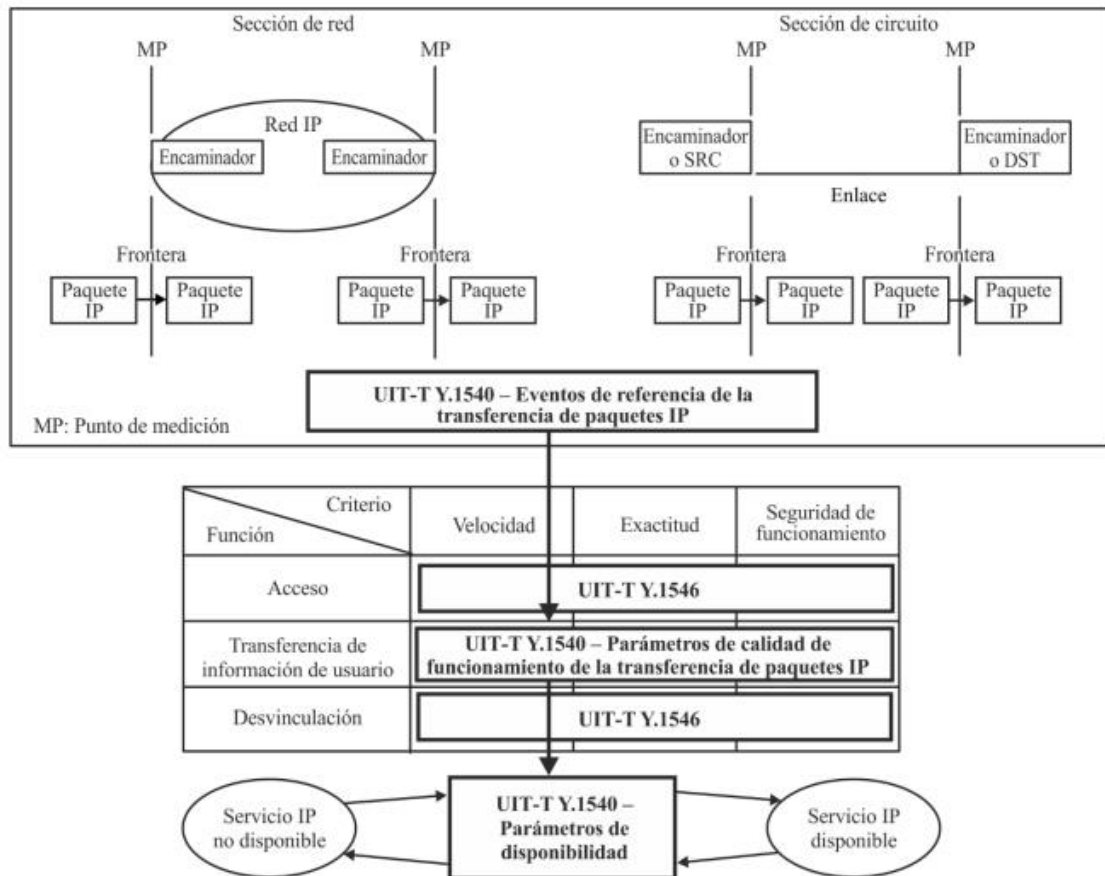 Sección de red
Sección de circuito
MP
MP
MP
MP
Red IP
Encaminador
Encaminador
Encaminador
o SRC
Encaminador
o DST
Enlace
Frontera
Frontera
Frontera
Frontera
Paquete
IP
Paquete
IP
Paquete
IP
Paquete
IP
Paquete
IP
Paquete
IP
Paquete
IP
Paquete
IP
UIT-T Y.1540 – Eventos de referencia de la
transferencia de paquetes IP
MP: Punto de medición
Criterio
Función
Velocidad
Exactitud
Seguridad de
funcionamiento
Acceso
UIT-T Y.1546
Transferencia de
información de usuario
UIT-T Y.1540 – Parámetros de calidad de
funcionamiento de la transferencia de paquetes IP
Desvinculación
UIT-T Y.1546
Servicio IP
no disponible
UIT-T Y.1540 –
Parámetros de
disponibilidad
Servicio IP
disponible